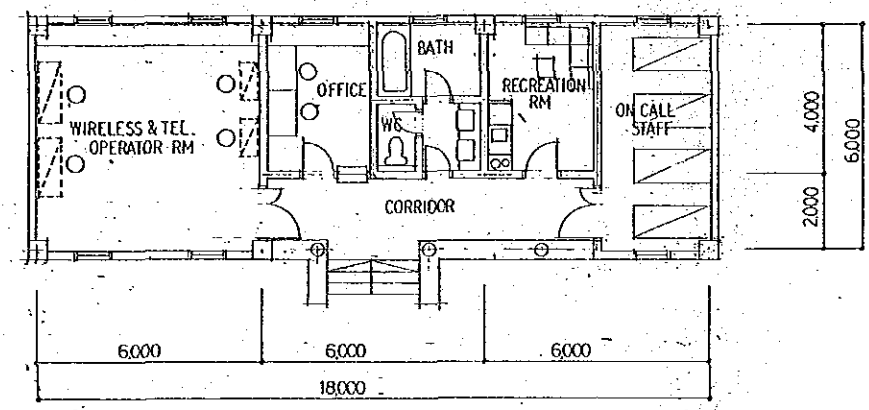 BATH
OFFICE
RECREATION
RM
WC
ON CALL
STAFF
WIRELESS & TEL.
OPERATOR RM
CORRIDOR
4,000
6,000
2,000
6,000
6,000
6,000
18,000